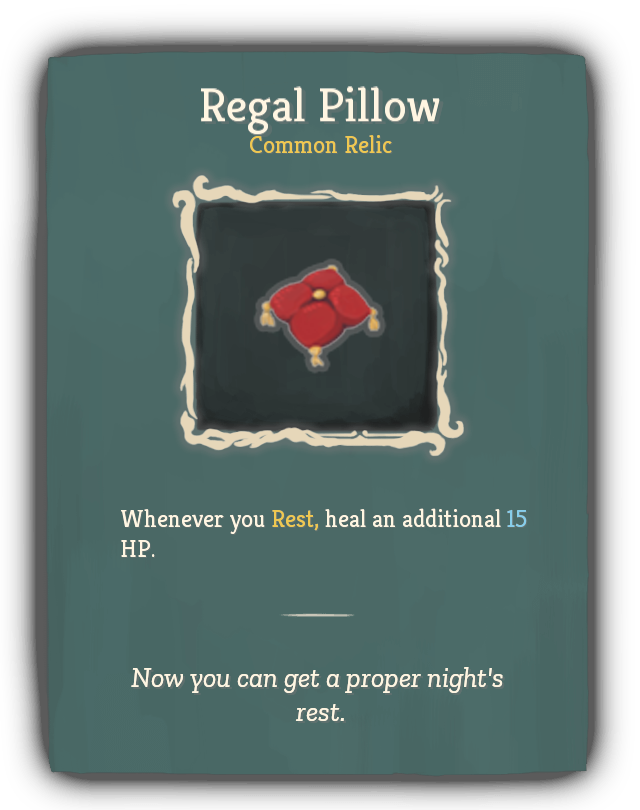 Regal Pillow
Common Relic
Whenever you Rest, heal an additional 15
HP.
Now you can get a proper night's
rest.